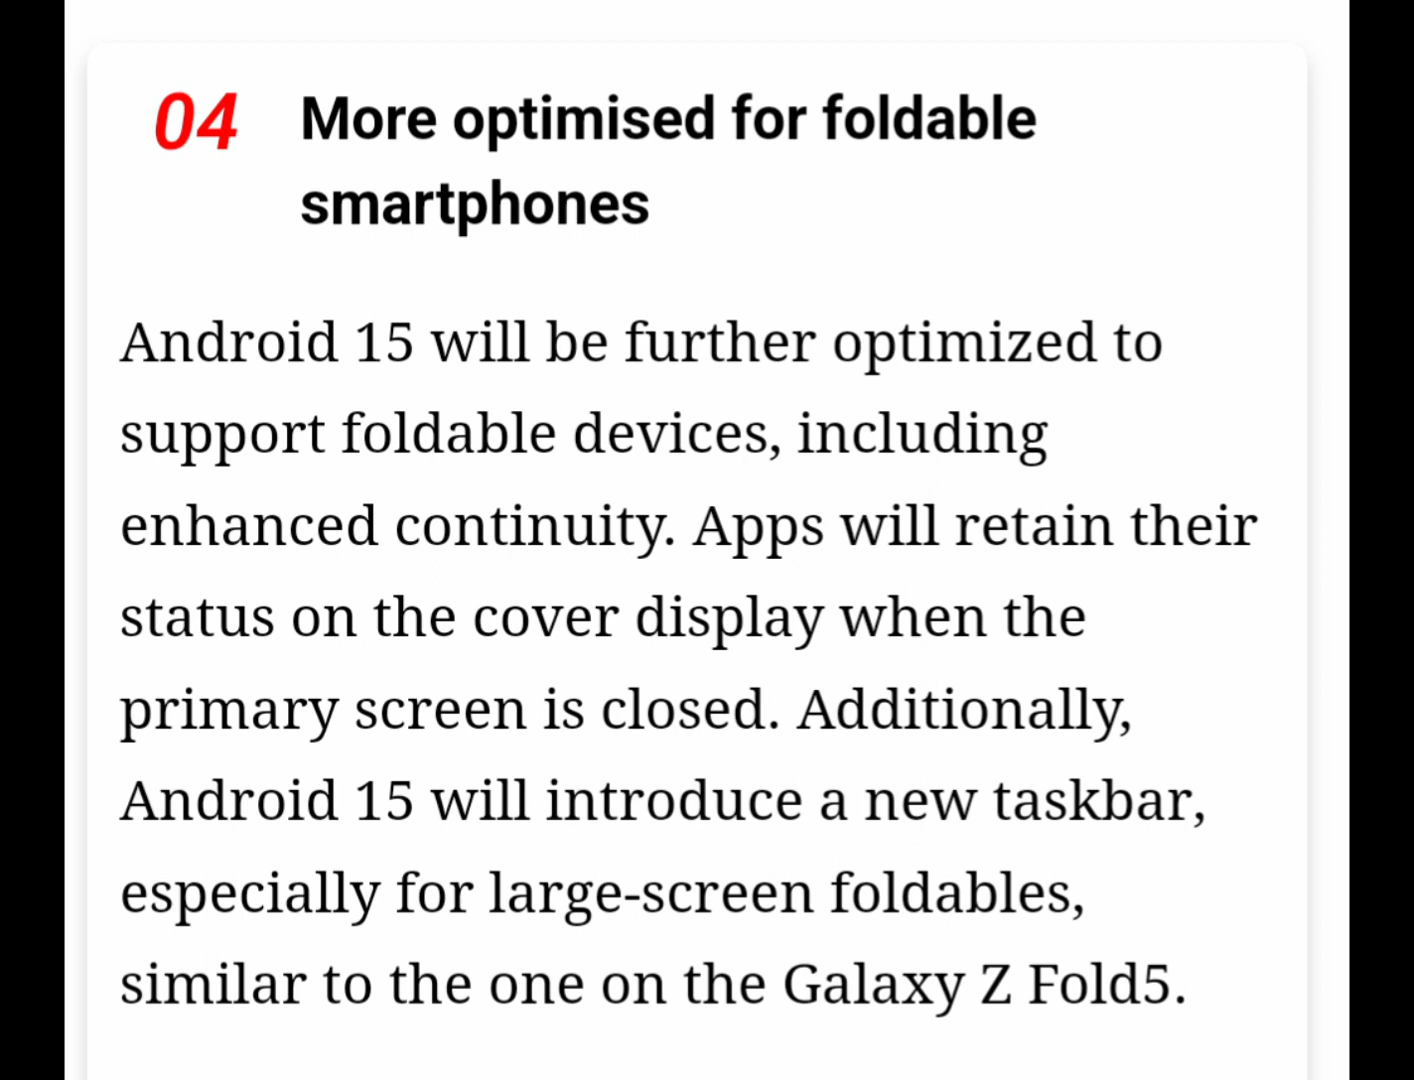 04 More optimised for foldable
smartphones
Android 15 will be further optimized to
support foldable devices, including
enhanced continuity. Apps will retain their
status on the cover display when the
primary screen is closed. Additionally,
Android 15 will introduce a new taskbar,
especially for large-screen foldables,
similar to the one on the Galaxy Z Fold5.